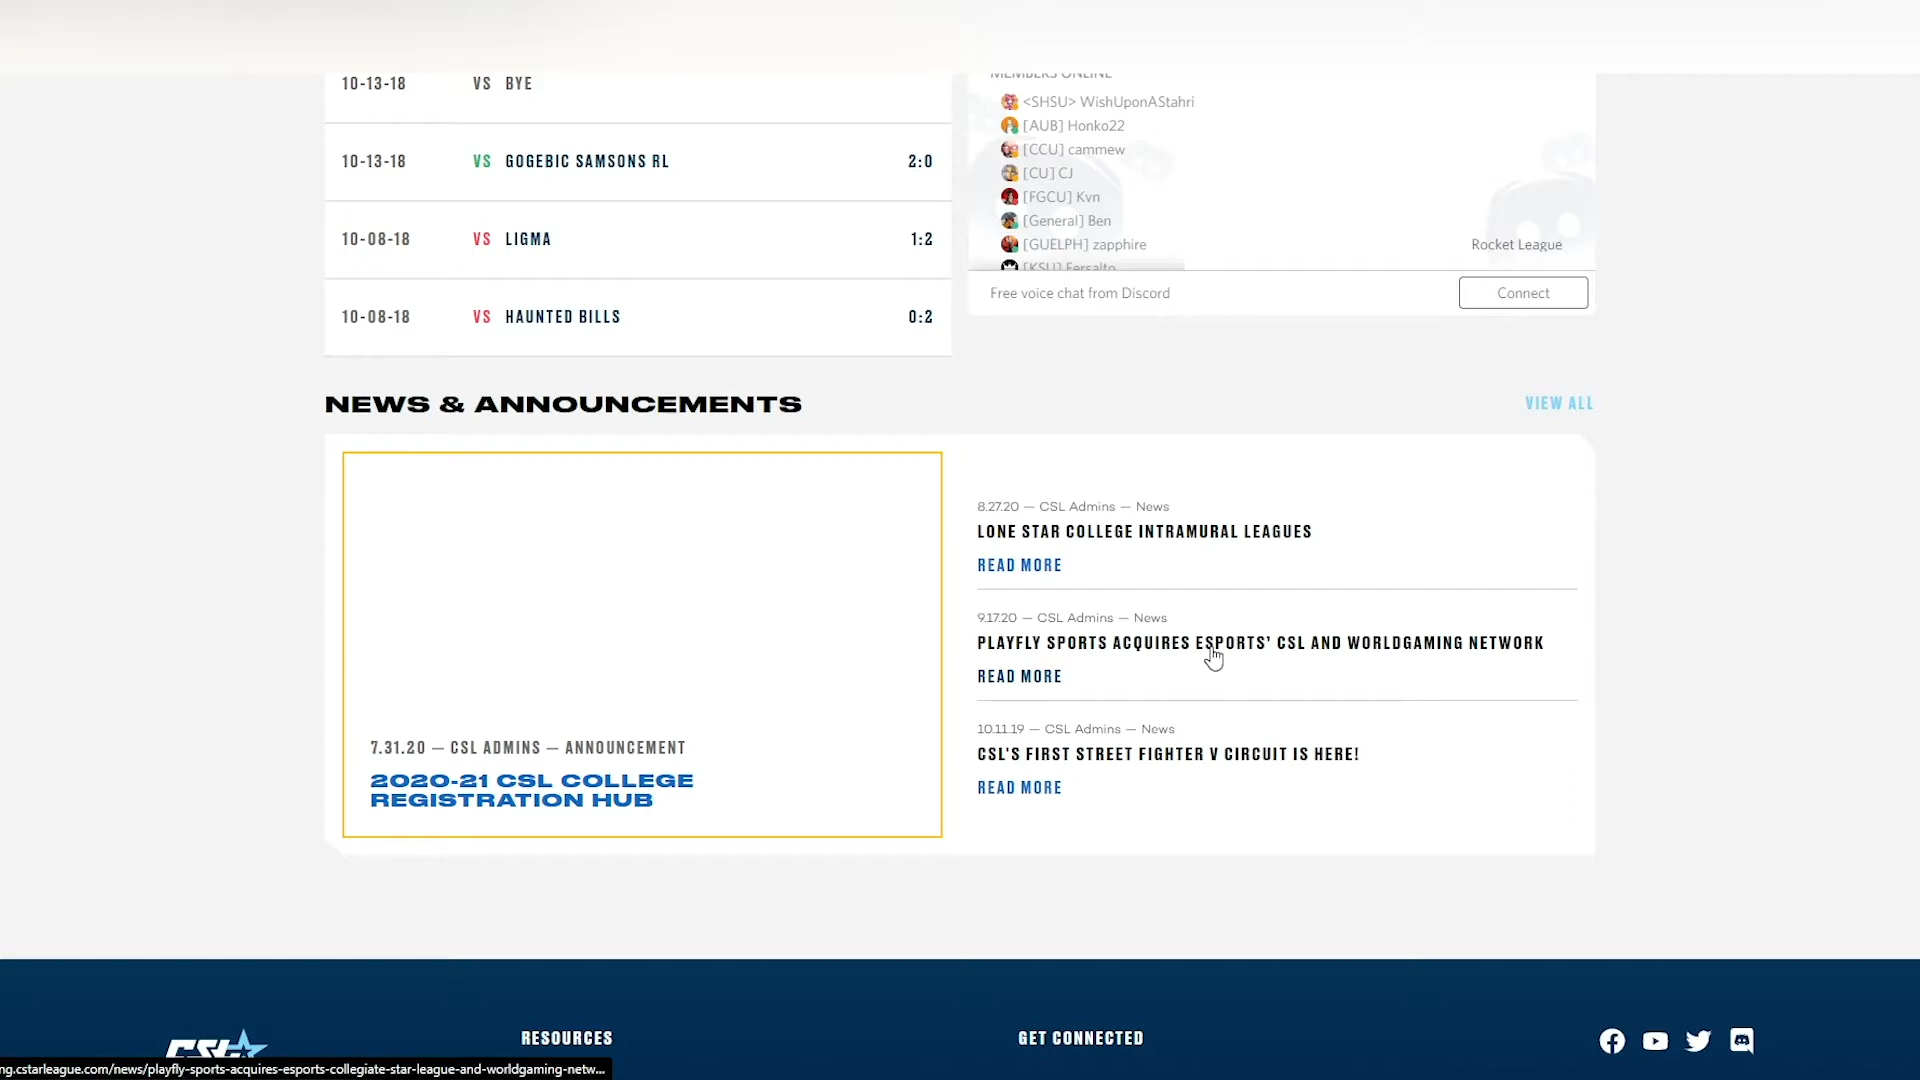 10-13-18 VS BYE
10-13-18 VS GOGEBIC SAMSONS RL 2:0
10-08-18 VS LIGMA 1:2
10-08-18 VS HAUNTED BILLS 0:2
MEMBERS ONLINE
<SHSU> WishUponAStahri
[AUB] Honko22
[CCU] cammew
[CU] CJ
[FGCU] Kvn
[General] Ben
[GUELPH] zapphire Rocket League
[KSU] Fersalto
Free voice chat from Discord Connect
NEWS & ANNOUNCEMENTS VIEW ALL
7.31.20 — CSL ADMINS — ANNOUNCEMENT
2020-21 CSL COLLEGE
REGISTRATION HUB
8.27.20 — CSL Admins — News
LONE STAR COLLEGE INTRAMURAL LEAGUES
READ MORE
9.17.20 — CSL Admins — News
PLAYFLY SPORTS ACQUIRES ESPORTS' CSL AND WORLDGAMING NETWORK
READ MORE
10.11.19 — CSL Admins — News
CSL'S FIRST STREET FIGHTER V CIRCUIT IS HERE!
READ MORE
CSL RESOURCES GET CONNECTED
ng.cstarleague.com/news/playfly-sports-acquires-esports-collegiate-star-league-and-worldgaming-netw...